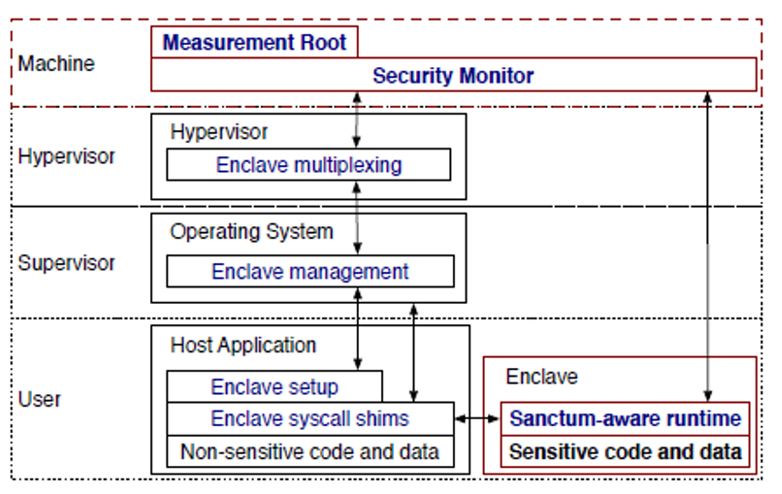 Measurement Root
Machine
Security Monitor
Hypervisor
Hypervisor
Enclave multiplexing
Operating System
Supervisor
Enclave management
Host Application
Enclave
Enclave setup
User
Enclave syscall shims
Sanctum-aware runtime
Non-sensitive code and data
Sensitive code and data